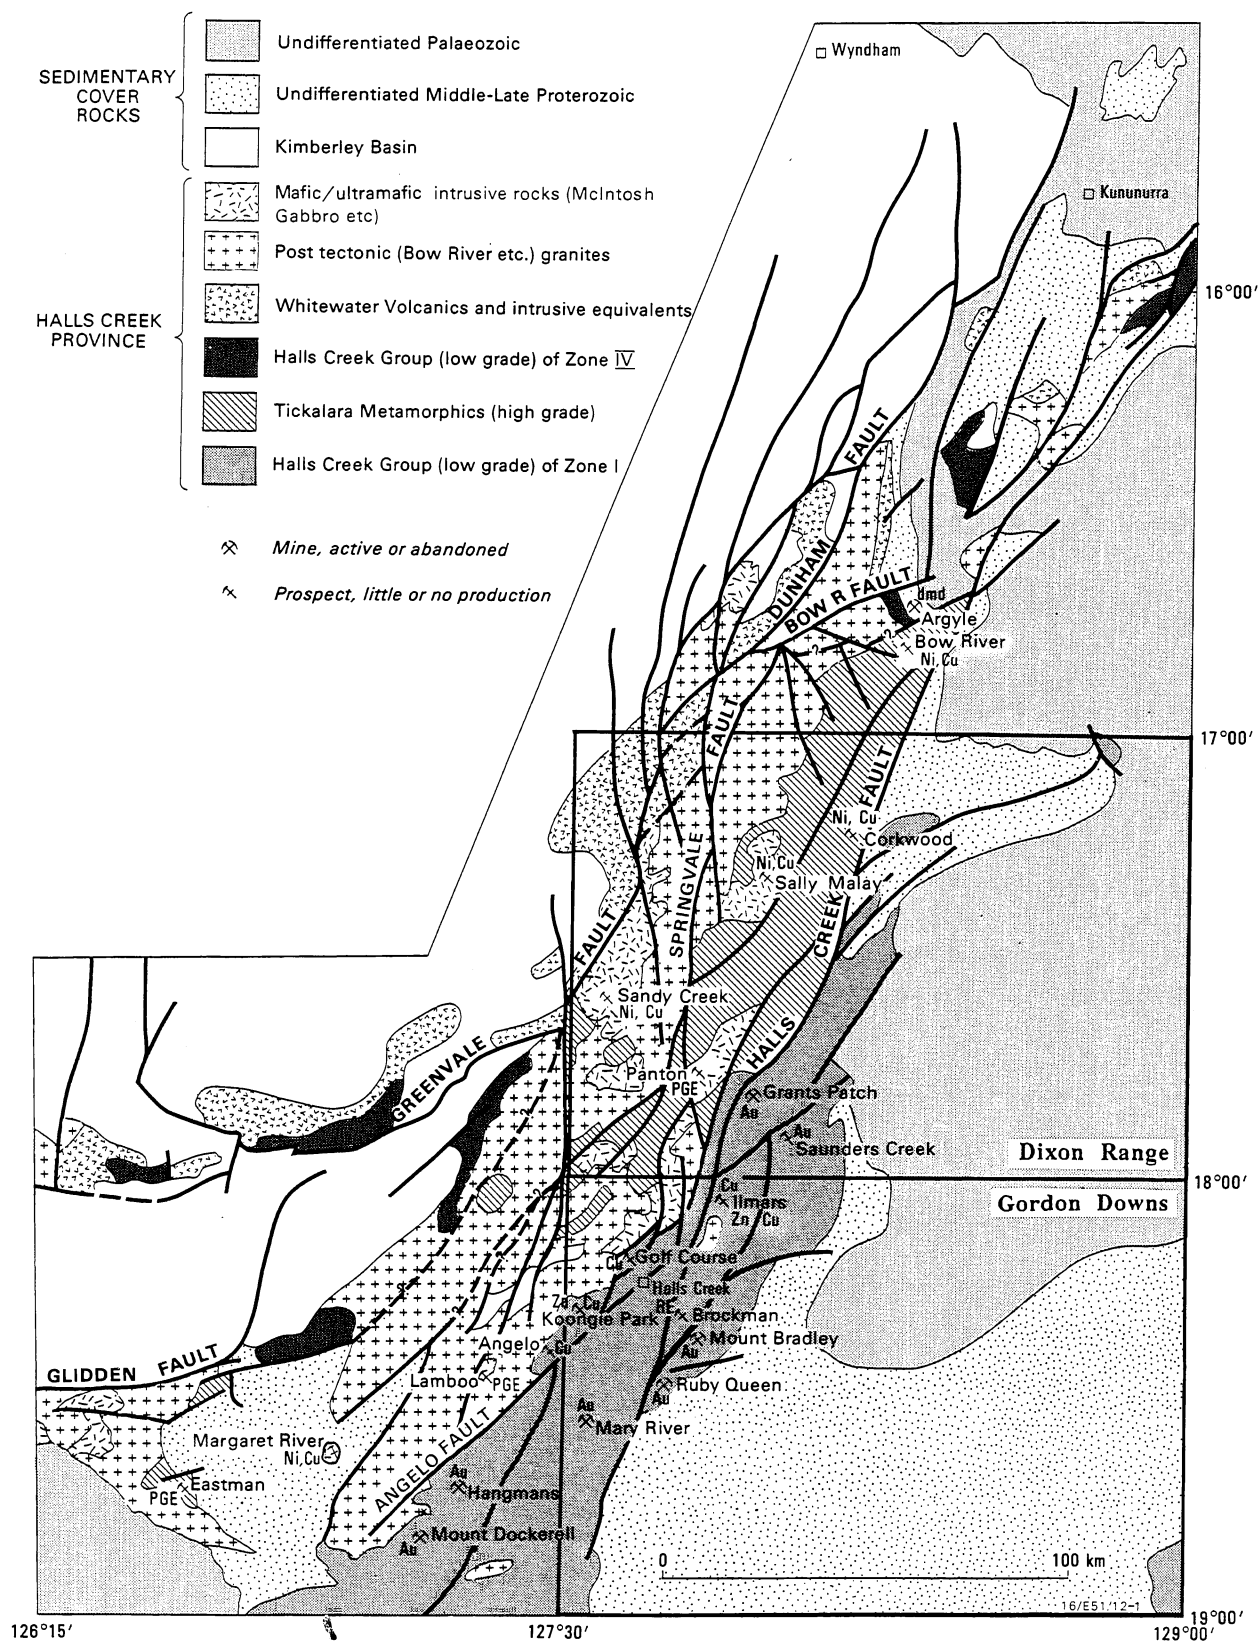 SEDIMENTARY
COVER
ROCKS
Undifferentiated Palaeozoic
Undifferentiated Middle-Late Proterozoic
Kimberley Basin
HALLS CREEK
PROVINCE
Mafic/ultramafic intrusive rocks (McIntosh
Gabbro etc)
Post tectonic (Bow River etc.) granites
Whitewater Volcanics and intrusive equivalents
Halls Creek Group (low grade) of Zone IV
Tickalara Metamorphics (high grade)
Halls Creek Group (low grade) of Zone I
Mine, active or abandoned
Prospect, little or no production
Wyndham
Kununurra
16°00'
DUNHAM FAULT
BOW R FAULT
dmd
Argyle
Bow River
Ni, Cu
17°00'
SPRINGVALE FAULT
HALLS CREEK FAULT
Ni, Cu
Corkwood
Ni, Cu
Sally Malay
GREENVALE FAULT
Sandy Creek
Ni, Cu
Panton
PGE
Grants Patch
Au
Au
Saunders Creek
Dixon Range
18°00'
Gordon Downs
Cu
Ilmars
Zn Cu
Golf Course
Cu
Halls Creek
Zn Cu
Koongie Park
RE
Brockman
Mount Bradley
Au
Angelo
Cu
Lamboo
PGE
Ruby Queen
Au
GLIDDEN FAULT
Au
Mary River
Margaret River
Ni, Cu
ANGELO FAULT
Eastman
PGE
Au
Hangmans
Mount Dockerell
Au
0
100 km
16/E51/12-1
19°00'
126°15'
127°30'
129°00'